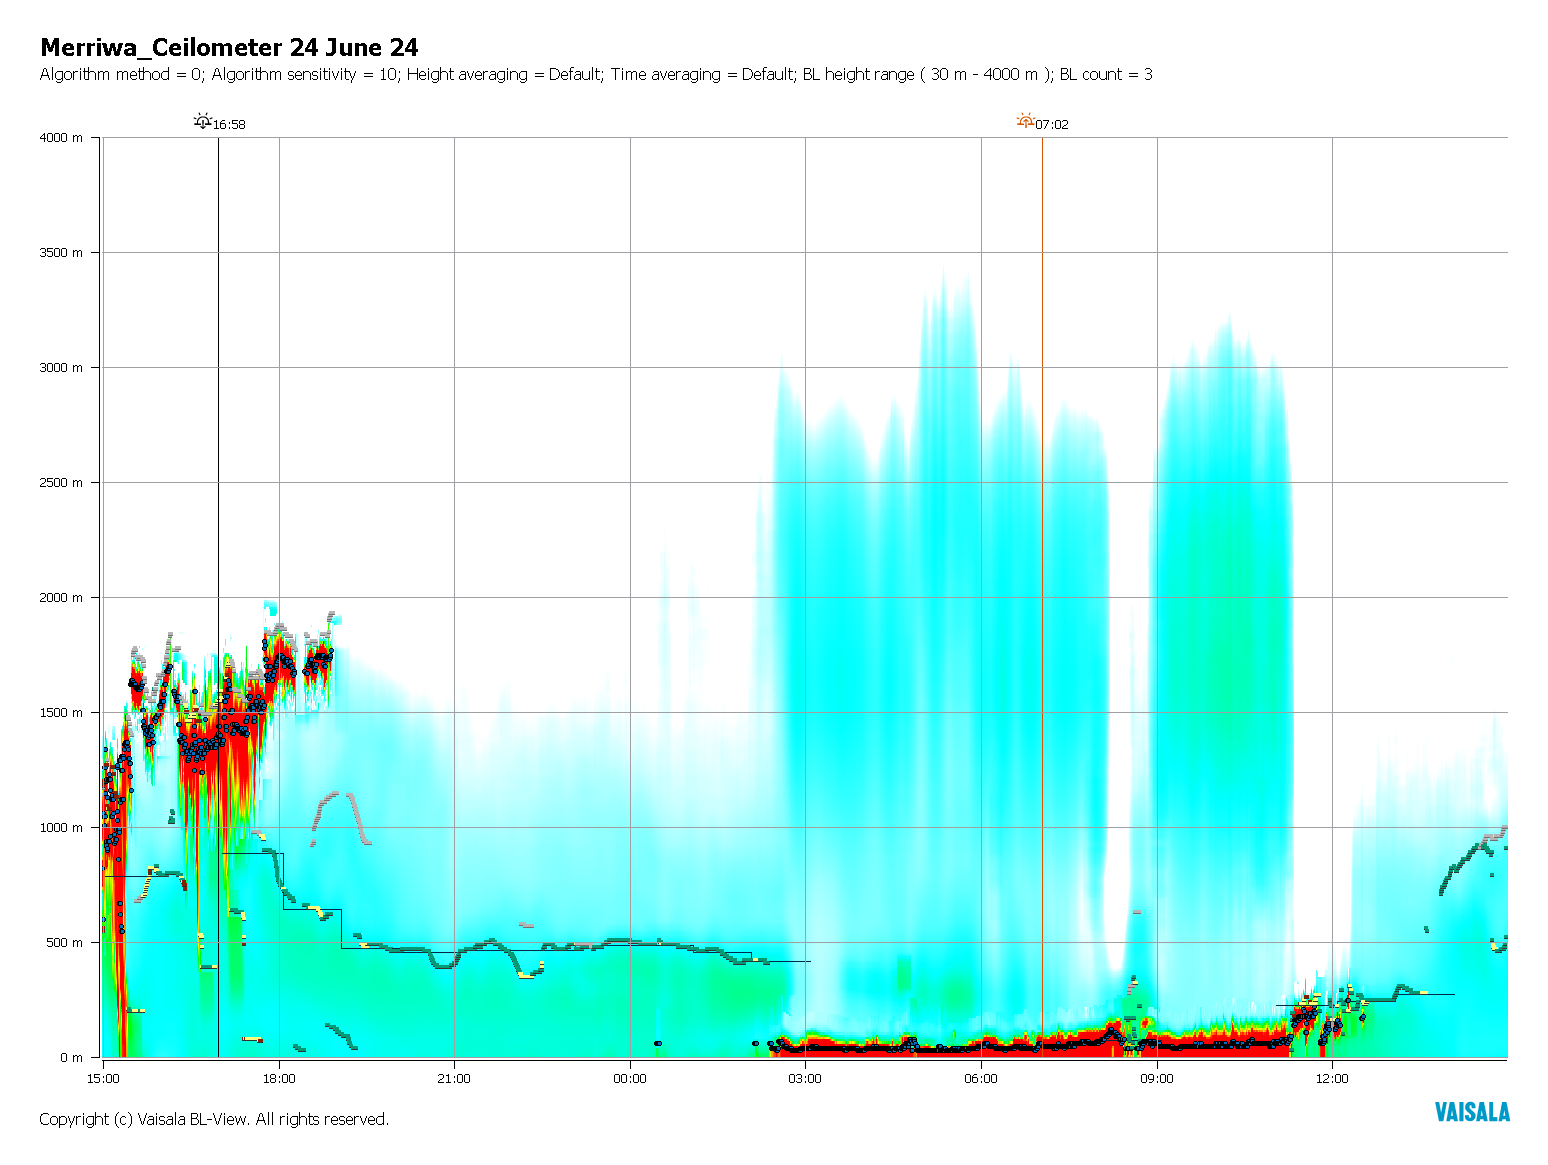 Merriwa_Ceilometer 24 June 24
Algorithm method = 0; Algorithm sensitivity = 10; Height averaging = Default; Time averaging = Default; BL height range ( 30 m - 4000 m ); BL count = 3
16:58
07:02
4000 m
3500 m
3000 m
2500 m
2000 m
1500 m
1000 m
500 m
0 m
15:00 18:00 21:00 00:00 03:00 06:00 09:00 12:00
Copyright (c) Vaisala BL-View. All rights reserved.
VAISALA